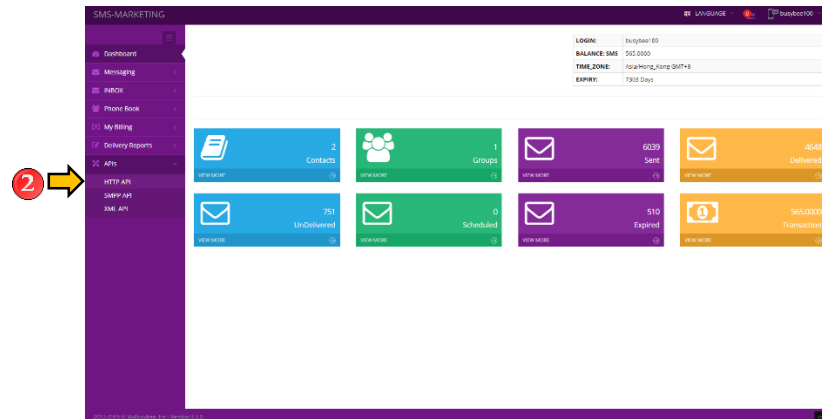 SMS-MARKETING
LANGUAGE
busybee100
LOGIN: busybee100
BALANCE: SMS 565.0000
TIME_ZONE: Asia/Hong_Kong GMT+8
EXPIRY: 7303 Days
Dashboard
Messaging
INBOX
Phone Book
My Billing
Delivery Reports
APIs
HTTP API
SMPP API
XML API
2
2
Contacts
VIEW MORE
1
Groups
VIEW MORE
6039
Sent
VIEW MORE
4648
Delivered
VIEW MORE
751
UnDelivered
VIEW MORE
0
Scheduled
VIEW MORE
510
Expired
VIEW MORE
565.0000
Transaction
VIEW MORE